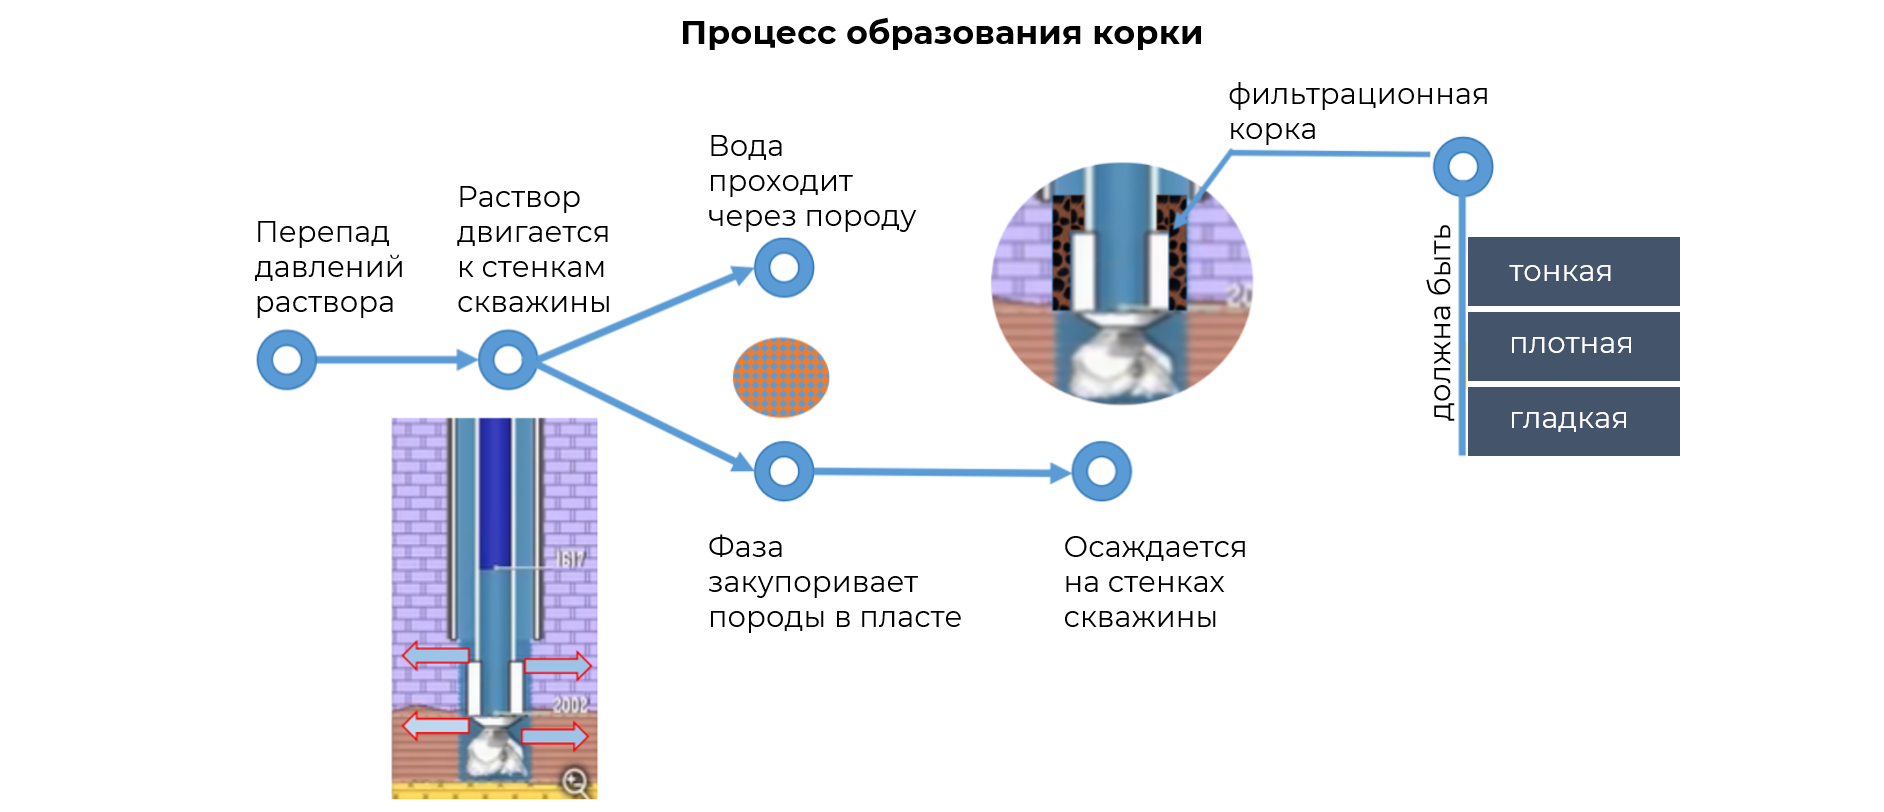 Процесс образования корки
Перепад
давлений
раствора
Раствор
двигается
к стенкам
скважины
Вода
проходит
через породу
Фаза
закупоривает
породы в пласте
Осаждается
на стенках
скважины
фильтрационная
корка
должна быть
тонкая
плотная
гладкая
1617
2002